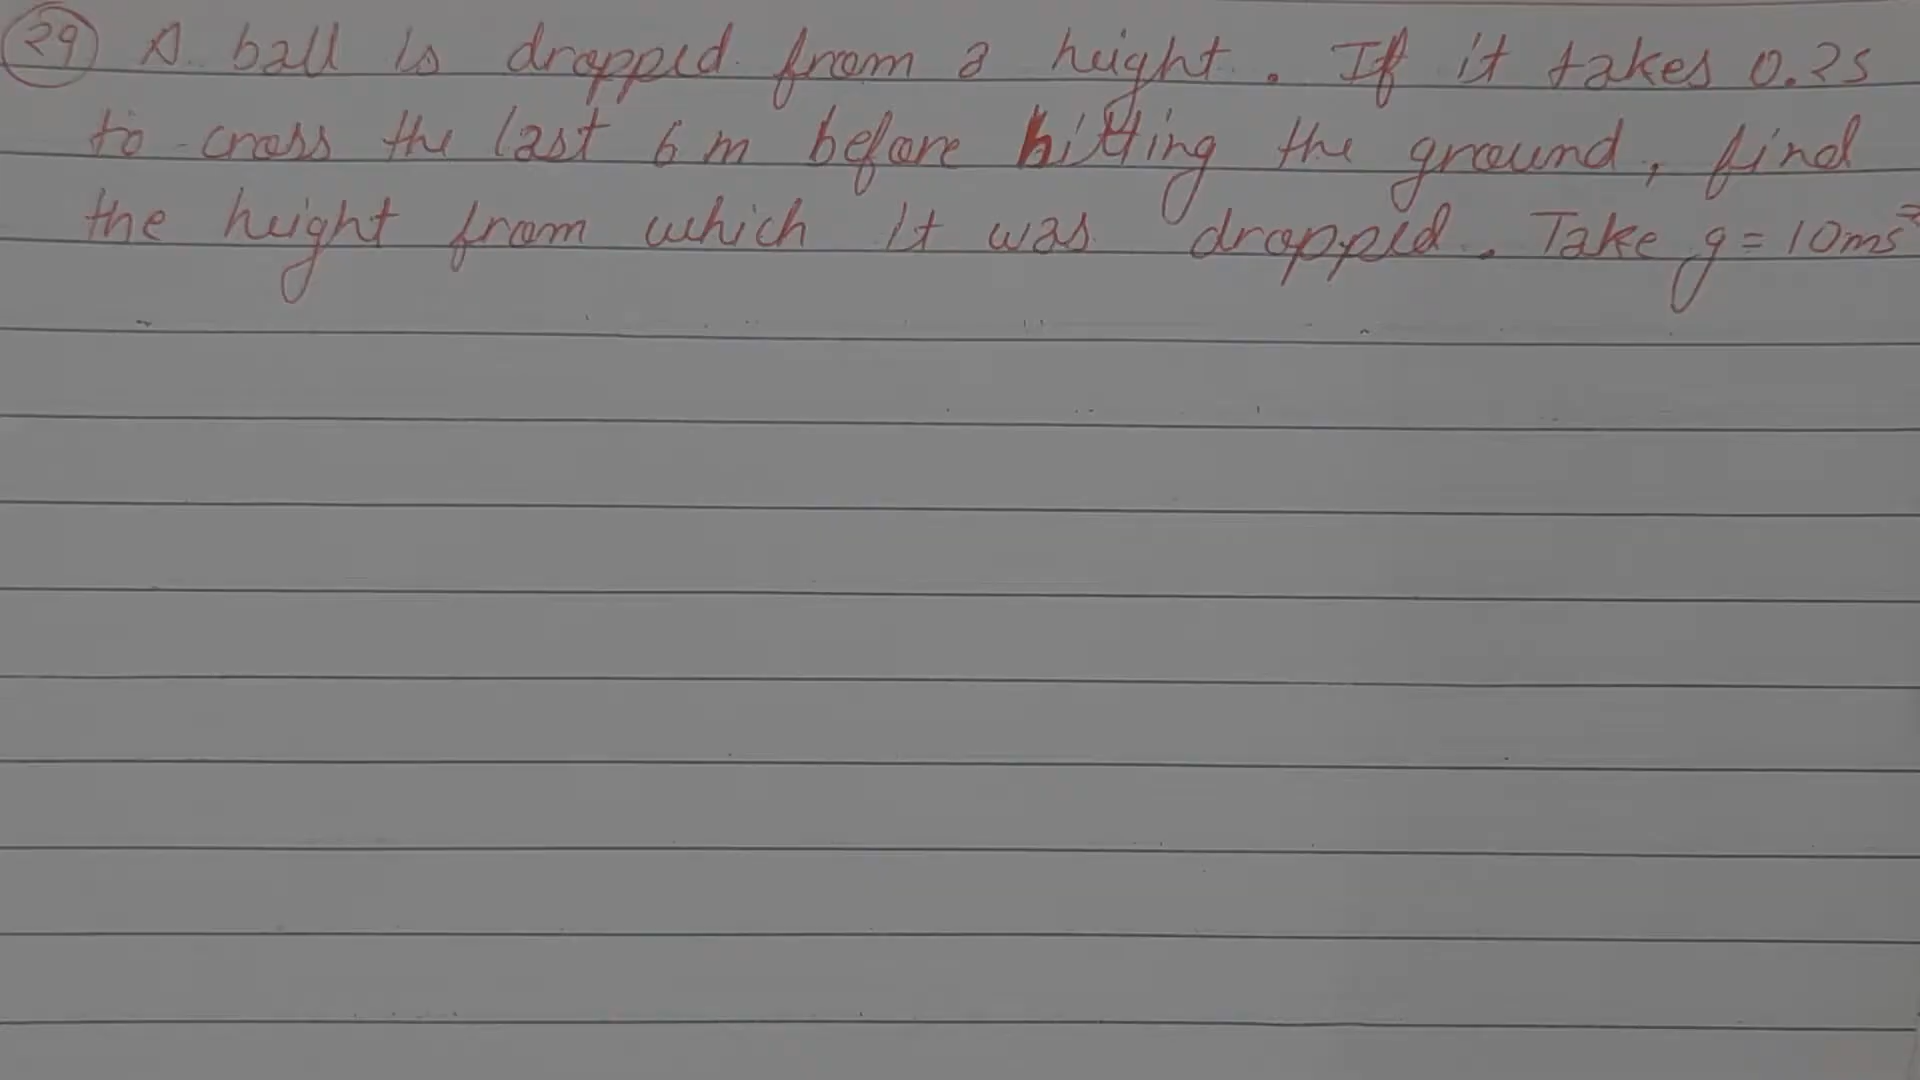 29 A ball is dropped from a height. If it takes 0.2s
to cross the last 6 m before hitting the ground, find
the height from which it was dropped. Take g = 10ms⁻²